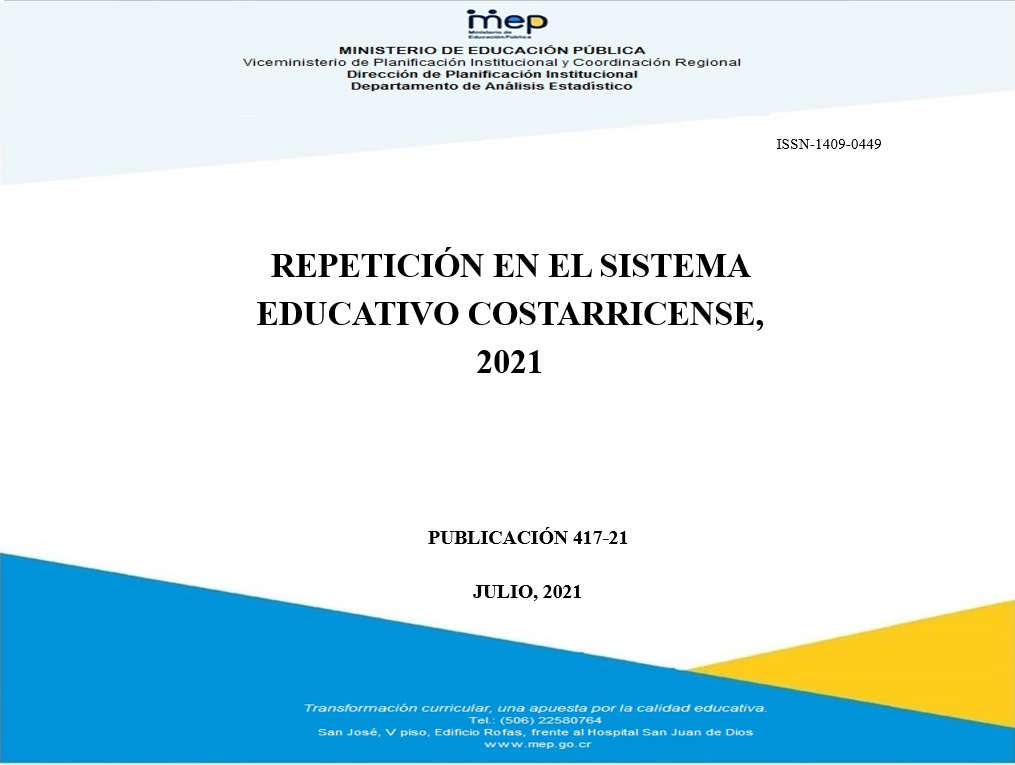 mep
Ministerio de
Educación Pública
MINISTERIO DE EDUCACIÓN PÚBLICA
Viceministerio de Planificación Institucional y Coordinación Regional
Dirección de Planificación Institucional
Departamento de Análisis Estadístico
ISSN-1409-0449
REPETICIÓN EN EL SISTEMA
EDUCATIVO COSTARRICENSE,
2021
PUBLICACIÓN 417-21
JULIO, 2021
Transformación curricular, una apuesta por la calidad educativa.
Tel.: (506) 22580764
San José, V piso, Edificio Rofas, frente al Hospital San Juan de Dios
www.mep.go.cr